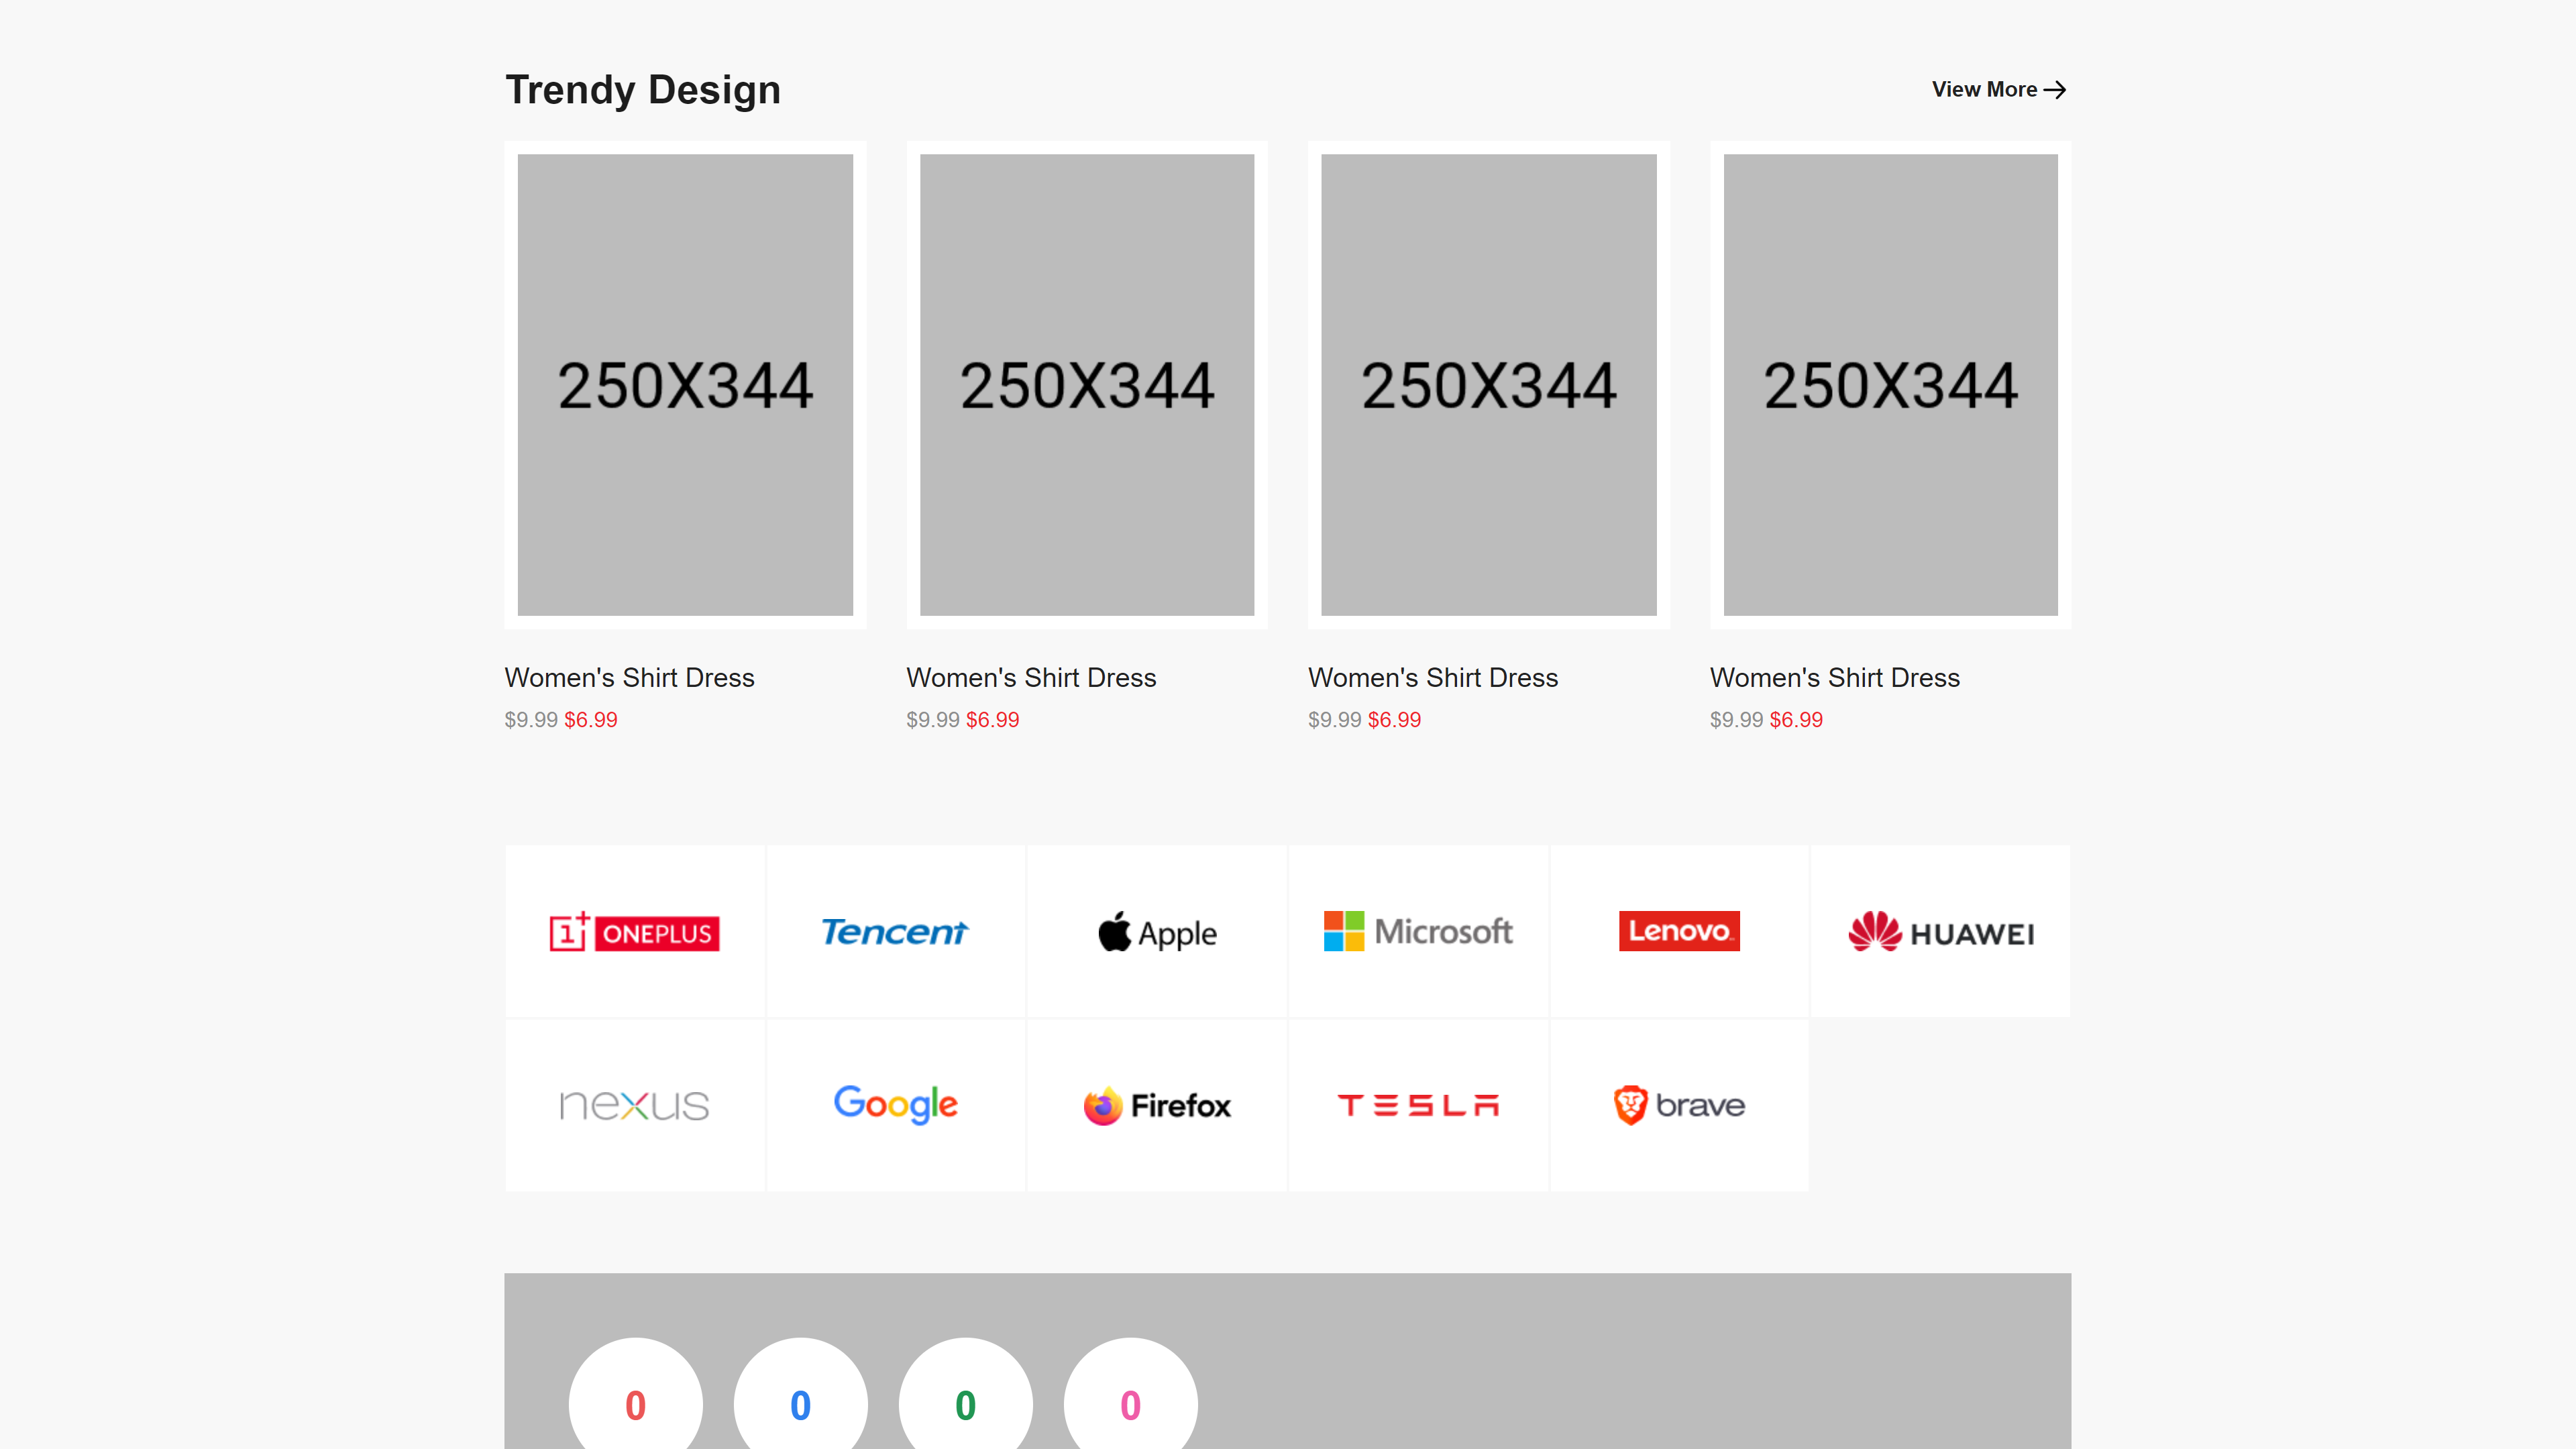 Trendy Design
View More
250X344 250X344 250X344 250X344
Women's Shirt Dress Women's Shirt Dress Women's Shirt Dress Women's Shirt Dress
$9.99 $6.99 $9.99 $6.99 $9.99 $6.99 $9.99 $6.99
1+ ONEPLUS Tencent Apple Microsoft Lenovo HUAWEI
nexus Google Firefox TESLA brave
0 0 0 0